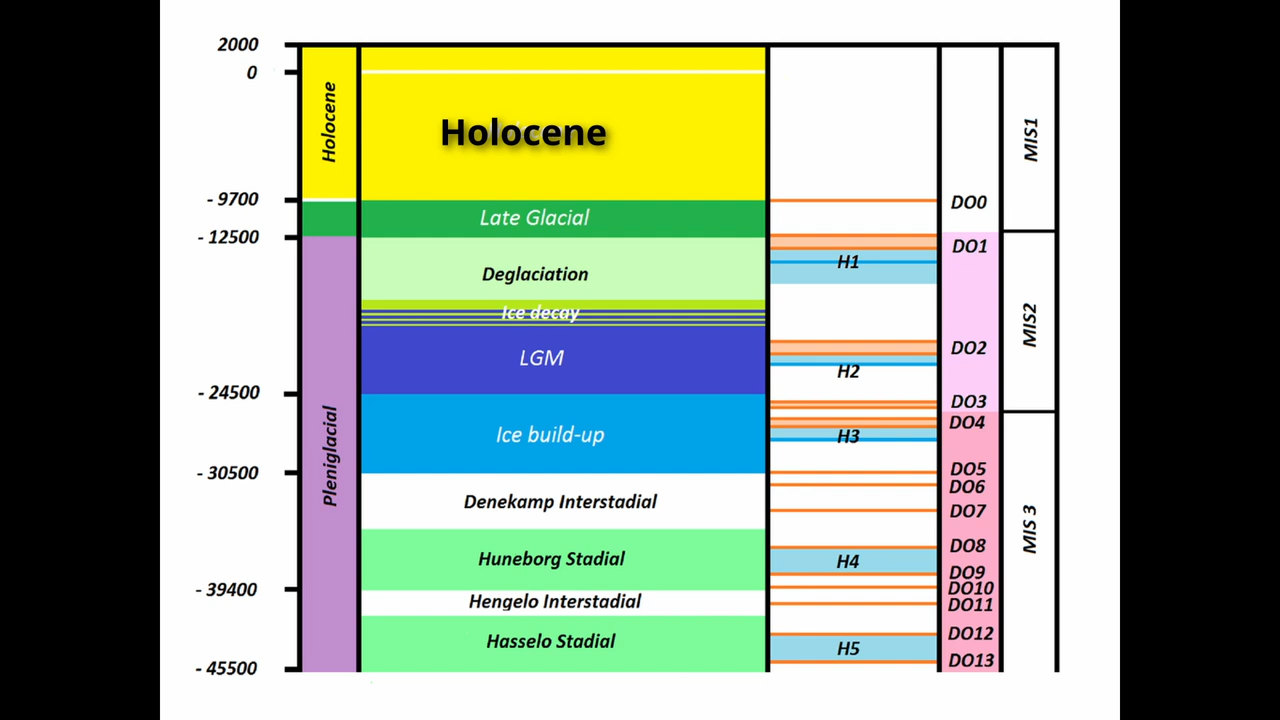 2000
0
Holocene
Holocene
MIS1
- 9700
DO0
Late Glacial
- 12500
DO1
H1
Deglaciation
Ice decay
MIS2
DO2
LGM
H2
- 24500
DO3
DO4
Pleniglacial
Ice build-up
H3
- 30500
DO5
DO6
Denekamp Interstadial
DO7
MIS 3
DO8
Huneborg Stadial
H4
DO9
- 39400
DO10
Hengelo Interstadial
DO11
DO12
Hasselo Stadial
H5
DO13
- 45500